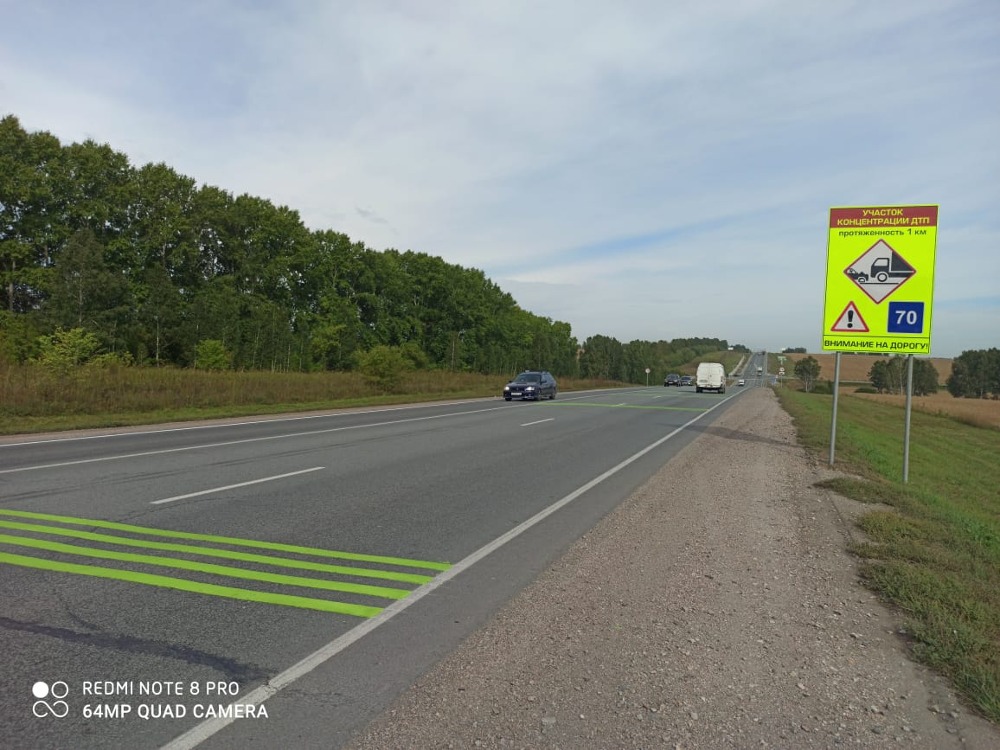 УЧАСТОК
КОНЦЕНТРАЦИИ ДТП
протяженность 1 км
70
ВНИМАНИЕ НА ДОРОГУ!
REDMI NOTE 8 PRO
64MP QUAD CAMERA